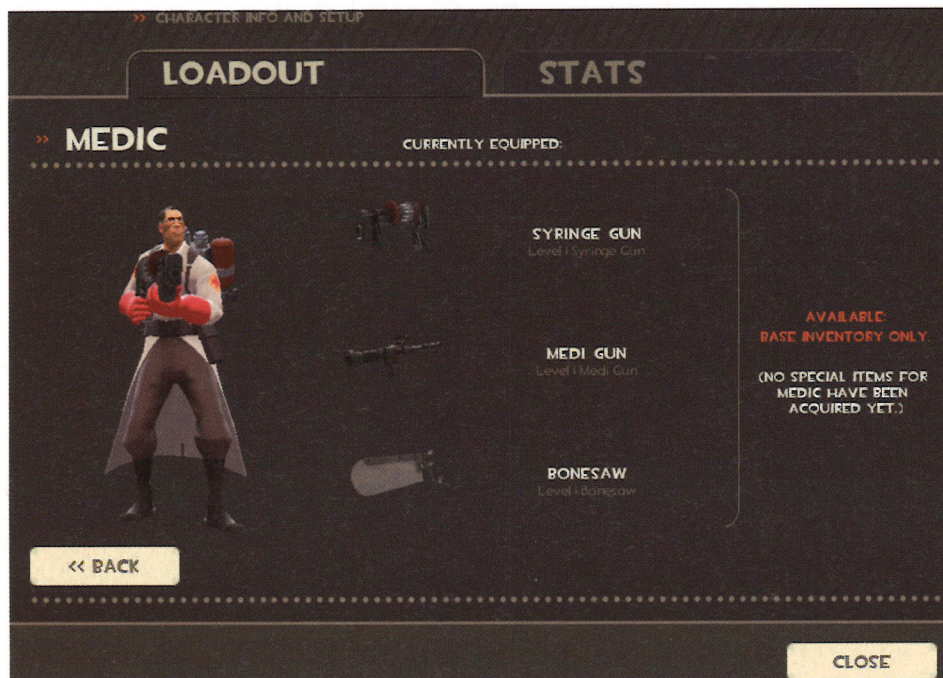 >> CHARACTER INFO AND SETUP
LOADOUT
STATS
>> MEDIC
CURRENTLY EQUIPPED:
SYRINGE GUN
Level 1 Syringe Gun
MEDI GUN
Level 1 Medi Gun
BONESAW
Level 1 Bonesaw
AVAILABLE:
BASE INVENTORY ONLY.
(NO SPECIAL ITEMS FOR
MEDIC HAVE BEEN
ACQUIRED YET.)
<< BACK
CLOSE